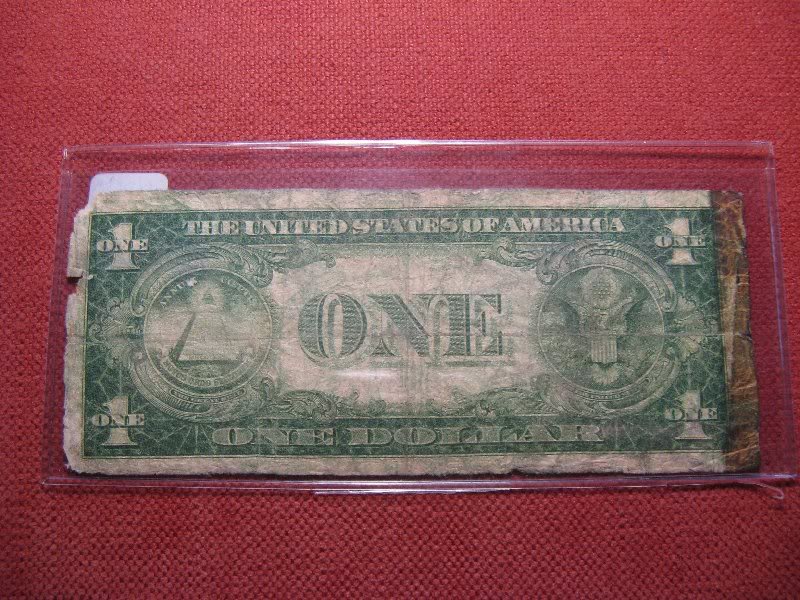 THE UNITED STATES OF AMERICA
ONE ONE
1 1
ONE
ONE ONE
1 1
ONE DOLLAR